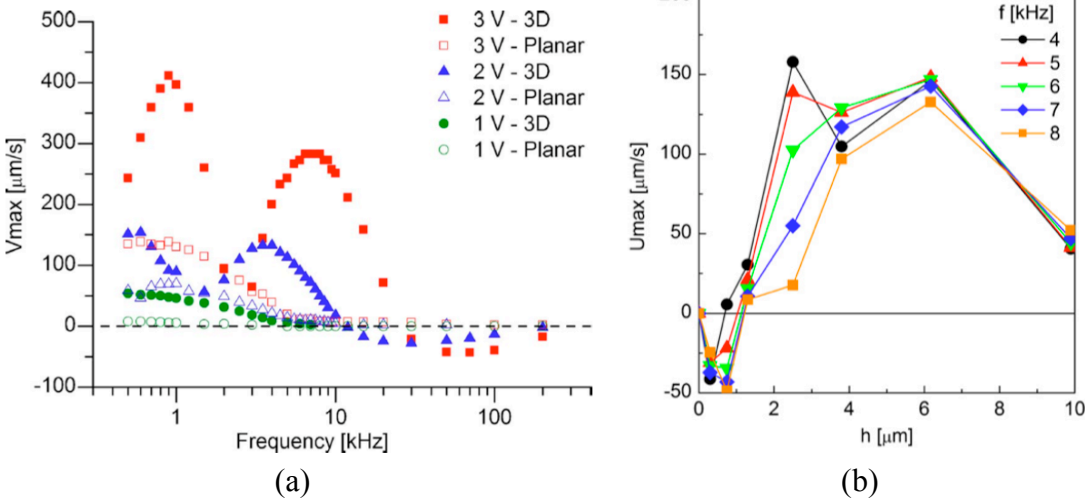 500
400
300
200
100
0
-100
Vmax [μm/s]
1
10
100
Frequency [kHz]
3 V - 3D
3 V - Planar
2 V - 3D
2 V - Planar
1 V - 3D
1 V - Planar
(a)
150
100
50
0
-50
Umax [μm/s]
0
2
4
6
8
10
h [μm]
f [kHz]
4
5
6
7
8
(b)